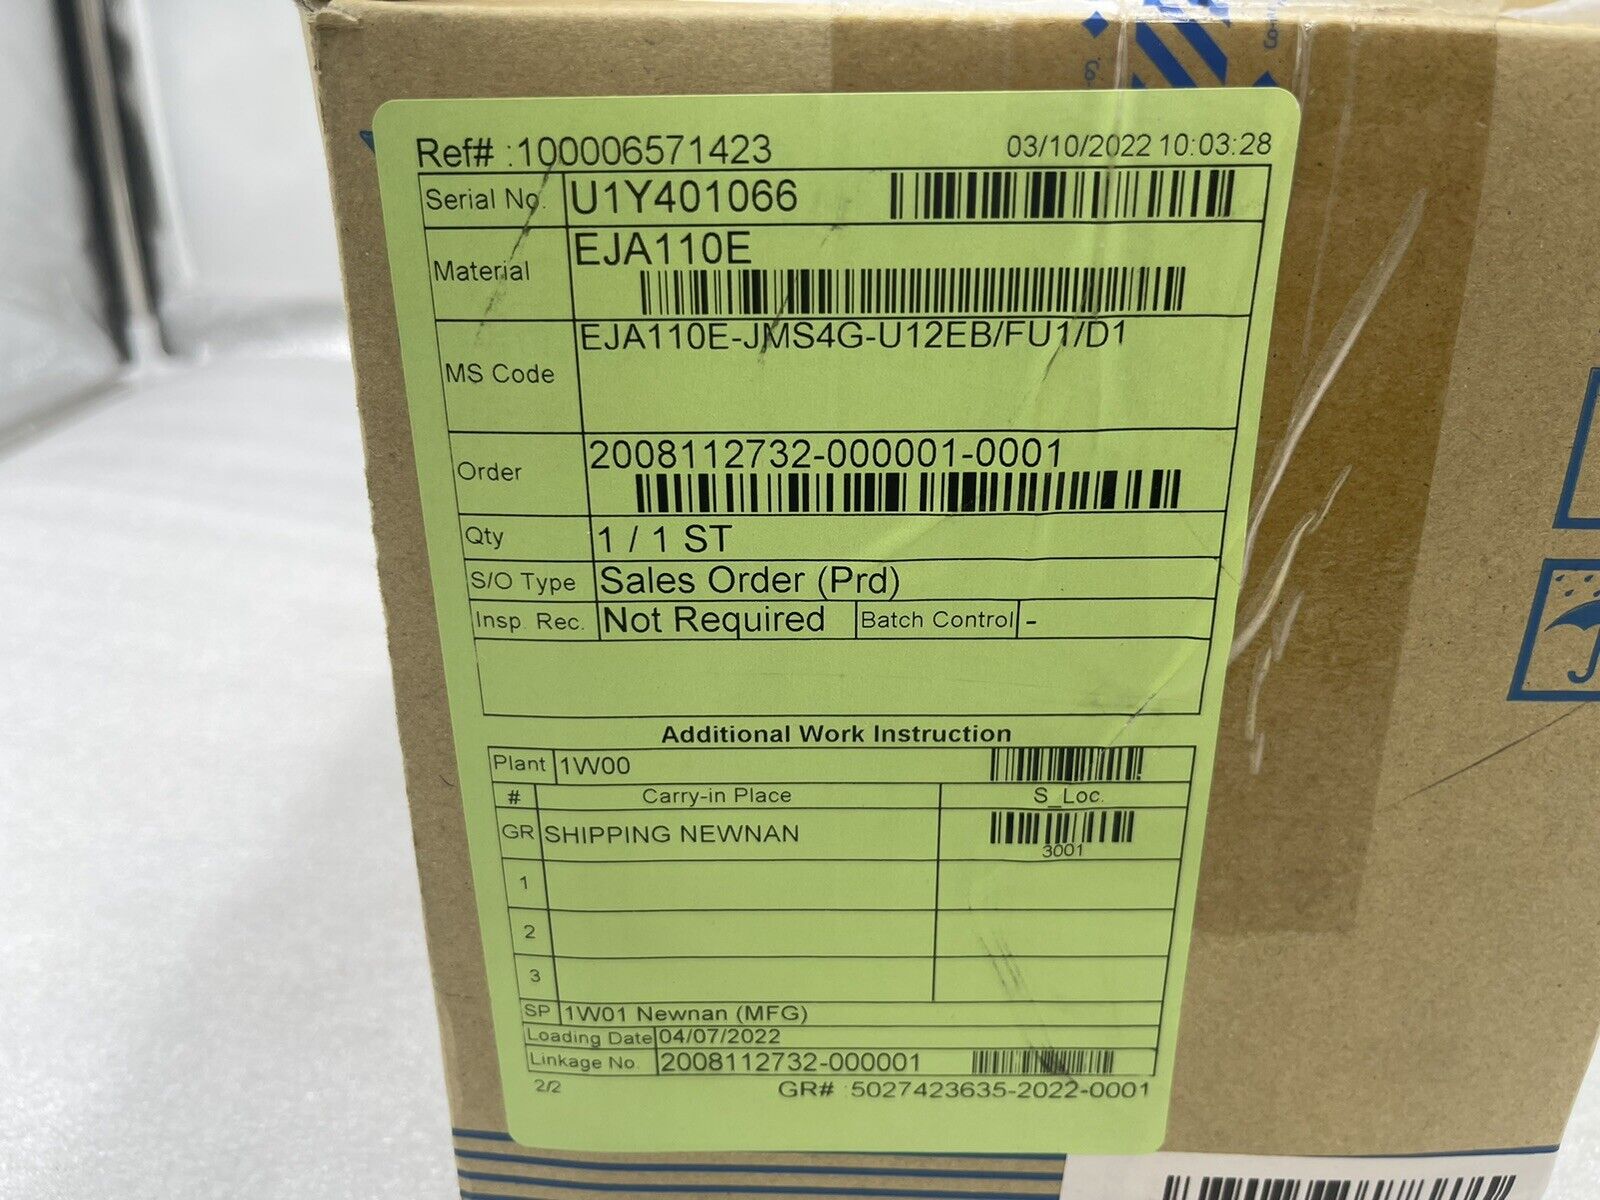 Ref# :100006571423 03/10/2022 10:03:28
Serial No. U1Y401066
Material EJA110E
MS Code EJA110E-JMS4G-U12EB/FU1/D1
Order 2008112732-000001-0001
Qty 1 / 1 ST
S/O Type Sales Order (Prd)
Insp. Rec. Not Required Batch Control -
Additional Work Instruction
Plant 1W00
# Carry-in Place S_Loc.
GR SHIPPING NEWNAN
3001
1
2
3
SP 1W01 Newnan (MFG)
Loading Date 04/07/2022
Linkage No. 2008112732-000001
2/2 GR# :5027423635-2022-0001